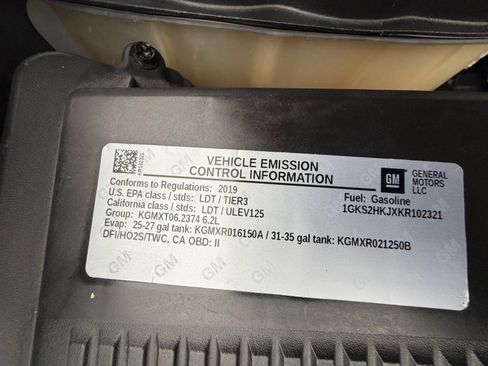 VEHICLE EMISSION
CONTROL INFORMATION
GM
GENERAL
MOTORS
LLC
Conforms to Regulations: 2019
U.S. EPA class / stds: LDT / TIER3
California class / stds: LDT / ULEV125
Group: KGMXT06.2374 6.2L
Evap: 25-27 gal tank: KGMXR016150A / 31-35 gal tank: KGMXR021250B
DFI/HO2S/TWC, CA OBD: II
Fuel: Gasoline
1GKS2HKJXKR102321